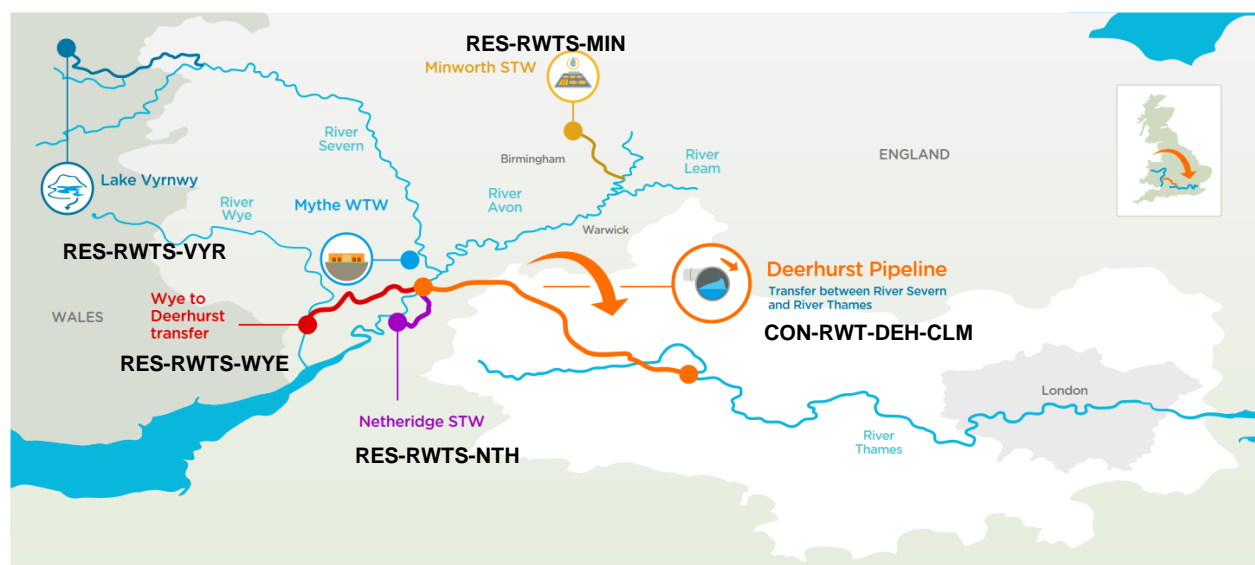 RES-RWTS-MIN
Minworth STW
River
Severn
Birmingham
River
Leam
ENGLAND
Lake Vyrnwy
River
Wye
Mythe WTW
River
Avon
Warwick
RES-RWTS-VYR
Deerhurst Pipeline
Transfer between River Severn
and River Thames
CON-RWT-DEH-CLM
WALES
Wye to
Deerhurst
transfer
RES-RWTS-WYE
Netheridge STW
RES-RWTS-NTH
London
River
Thames